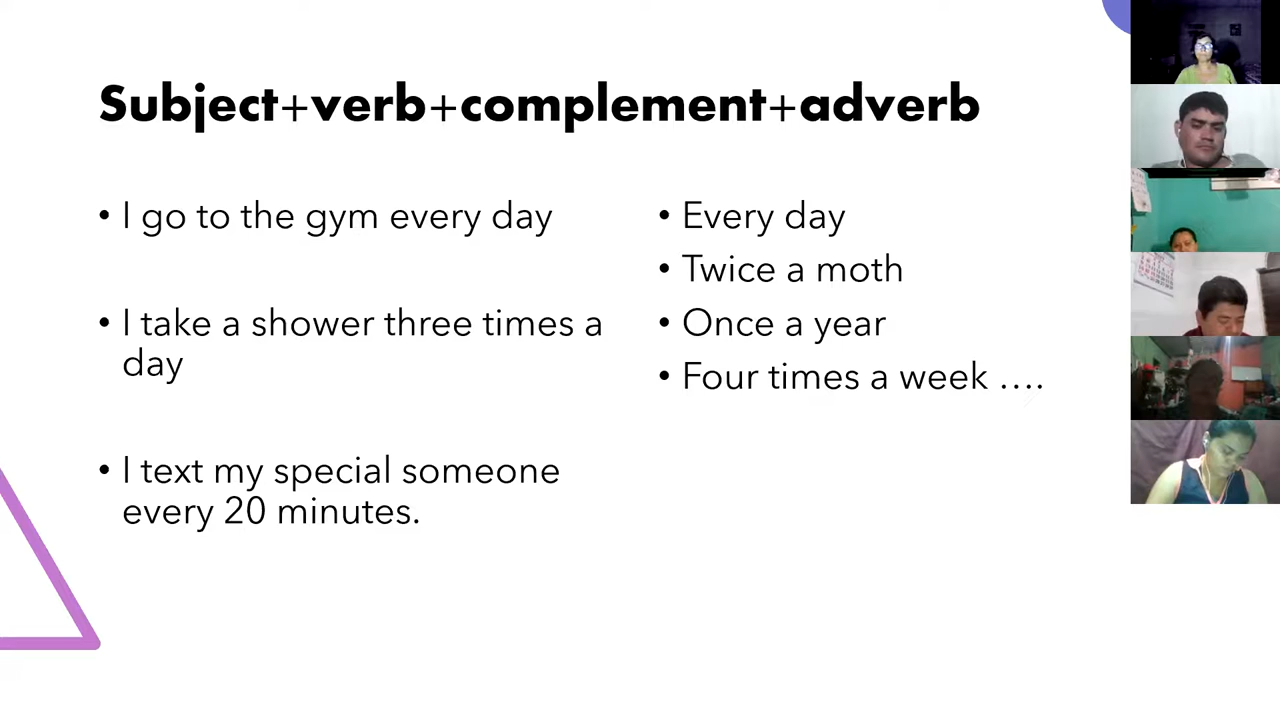 Subject+verb+complement+adverb
• I go to the gym every day
• I take a shower three times a
day
• I text my special someone
every 20 minutes.
• Every day
• Twice a moth
• Once a year
• Four times a week ….